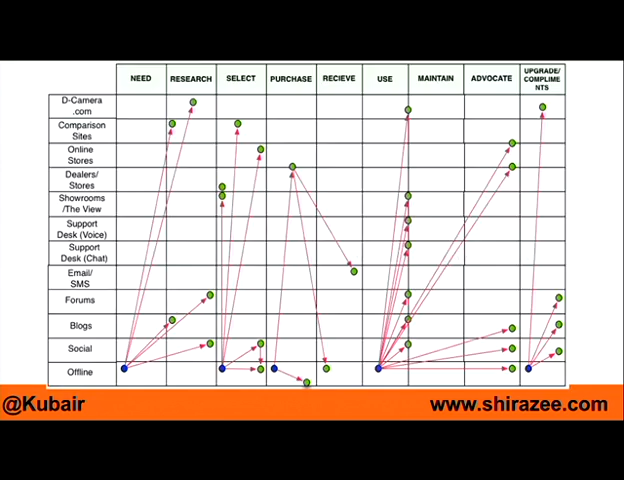 NEED RESEARCH SELECT PURCHASE RECIEVE USE MAINTAIN ADVOCATE UPGRADE/
COMPLIME
NTS
D-Camera
.com
Comparison
Sites
Online
Stores
Dealers/
Stores
Showrooms
/The View
Support
Desk (Voice)
Support
Desk (Chat)
Email/
SMS
Forums
Blogs
Social
Offline
@Kubair www.shirazee.com